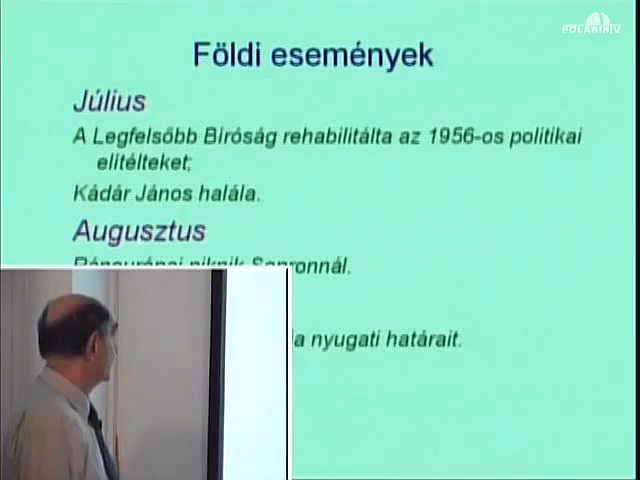 POLARIHIV
Földi események
Július
A Legfelsőbb Bíróság rehabilitálta az 1956-os politikai
elítélteket;
Kádár János halála.
Augusztus
Páneurópai piknik Sopronnál.
nyugati határait.